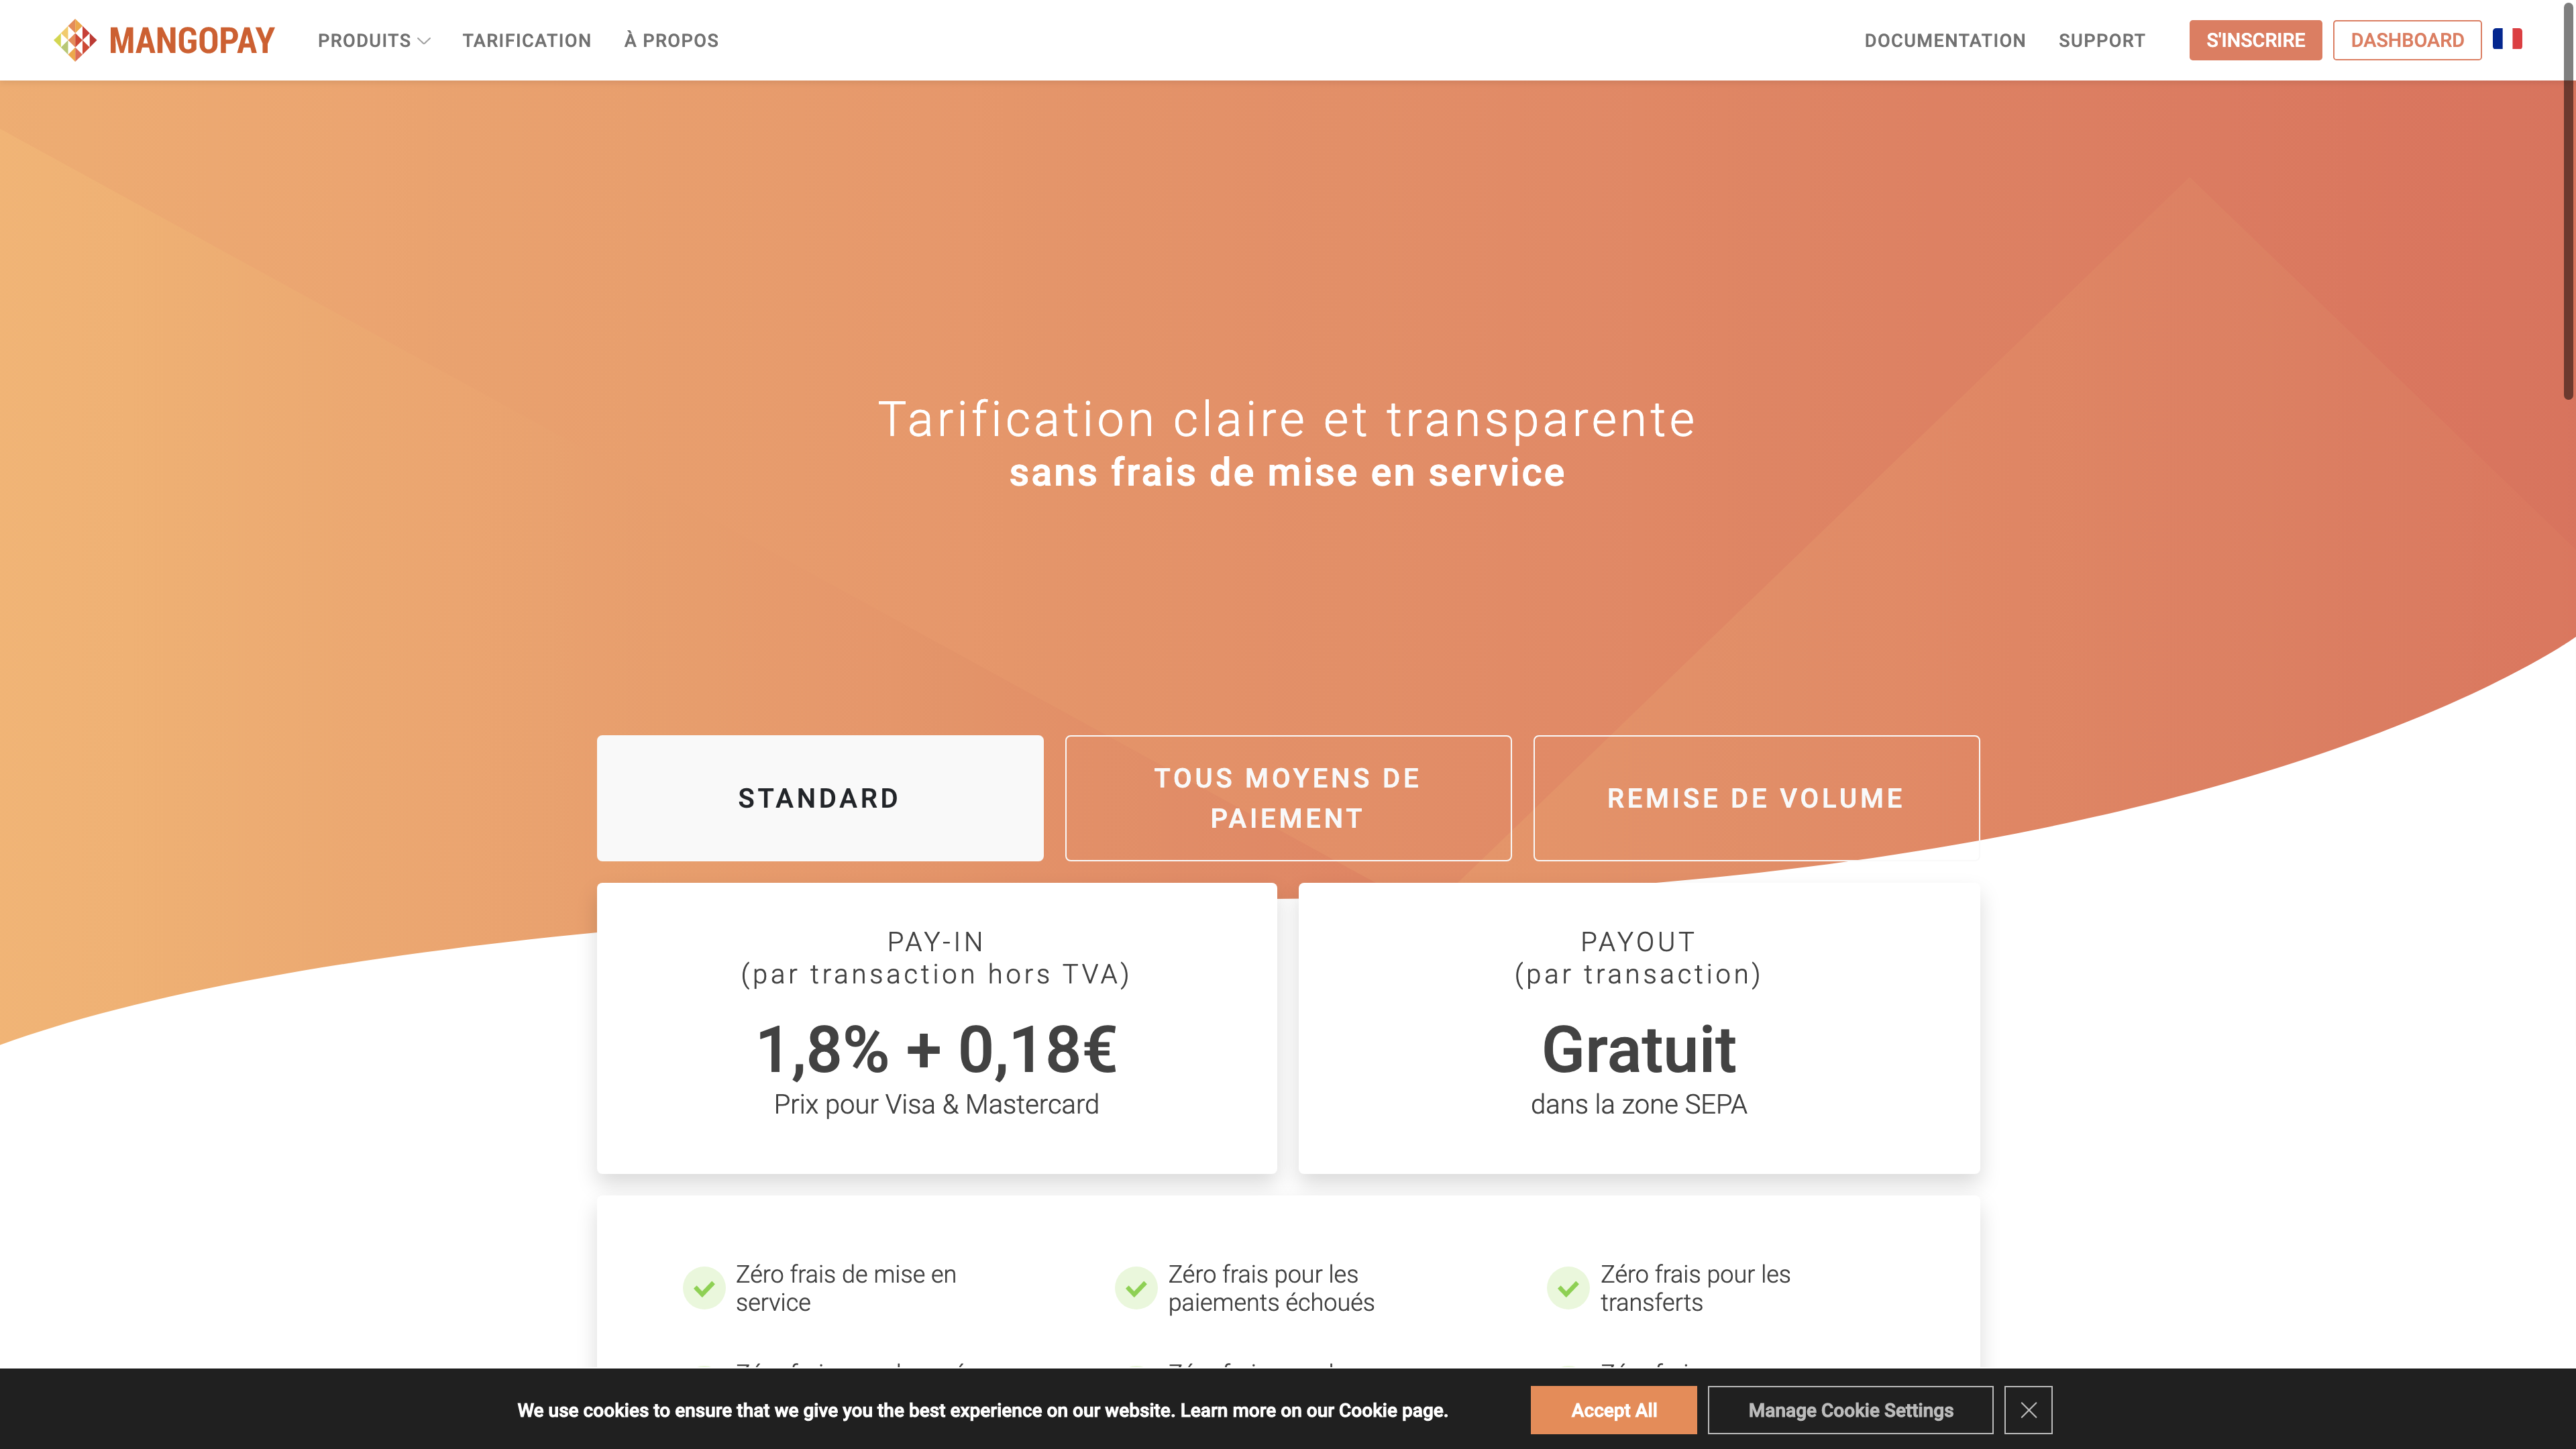 MANGOPAY
PRODUITS
TARIFICATION
À PROPOS
DOCUMENTATION
SUPPORT
S'INSCRIRE
DASHBOARD
Tarification claire et transparente
sans frais de mise en service
STANDARD
TOUS MOYENS DE
PAIEMENT
REMISE DE VOLUME
PAY-IN
(par transaction hors TVA)
1,8% + 0,18€
Prix pour Visa & Mastercard
PAYOUT
(par transaction)
Gratuit
dans la zone SEPA
Zéro frais de mise en
service
Zéro frais pour les
paiements échoués
Zéro frais pour les
transferts
We use cookies to ensure that we give you the best experience on our website. Learn more on our Cookie page.
Accept All
Manage Cookie Settings